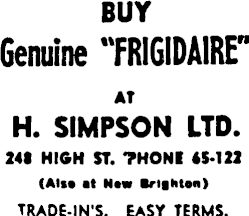 BUY
Genuine "FRIGIDAIRE"
AT
H. SIMPSON LTD.
248 HIGH ST. 'PHONE 65-122
(Also at New Brighton)
TRADE-IN'S. EASY TERMS.